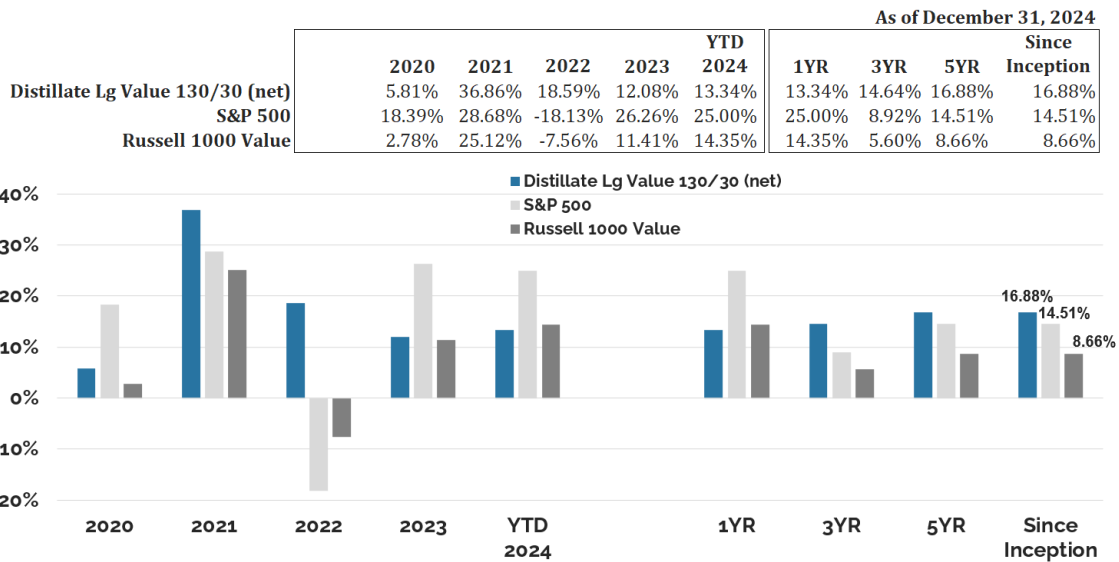 As of December 31, 2024
YTD Since
2020 2021 2022 2023 2024 1YR 3YR 5YR Inception
Distillate Lg Value 130/30 (net) 5.81% 36.86% 18.59% 12.08% 13.34% 13.34% 14.64% 16.88% 16.88%
S&P 500 18.39% 28.68% -18.13% 26.26% 25.00% 25.00% 8.92% 14.51% 14.51%
Russell 1000 Value 2.78% 25.12% -7.56% 11.41% 14.35% 14.35% 5.60% 8.66% 8.66%
Distillate Lg Value 130/30 (net)
S&P 500
Russell 1000 Value
40%
30%
20%
10%
0%
10%
20%
16.88%
14.51%
8.66%
2020 2021 2022 2023 YTD 1YR 3YR 5YR Since
2024 Inception